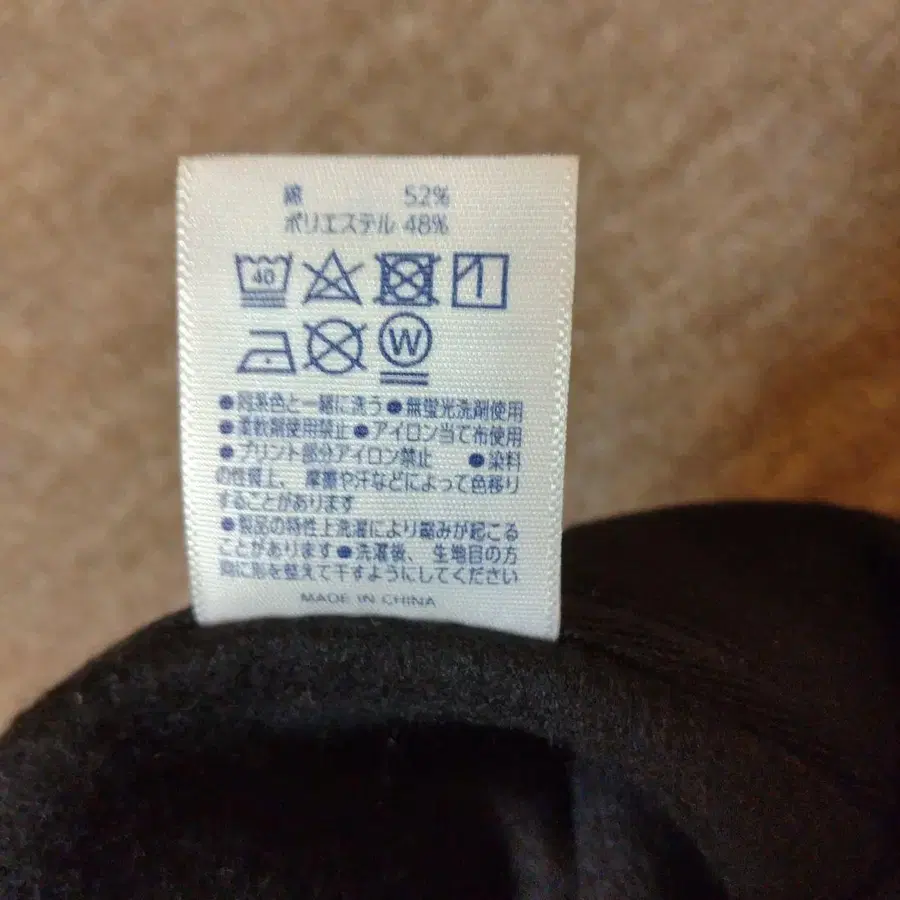 綿 52%
ポリエステル 48%
40
W
●同系色と一緒に洗う●無蛍光洗剤使用
●柔軟剤使用禁止 ●アイロン当て布使用
●プリント部分アイロン禁止 ●染料
の性質上、摩擦や汗などによって色移り
することがあります
●製品の特性上洗濯により縮みが起こる
ことがあります●洗濯後、生地目の方
向に形を整えて干すようにしてください
MADE IN CHINA